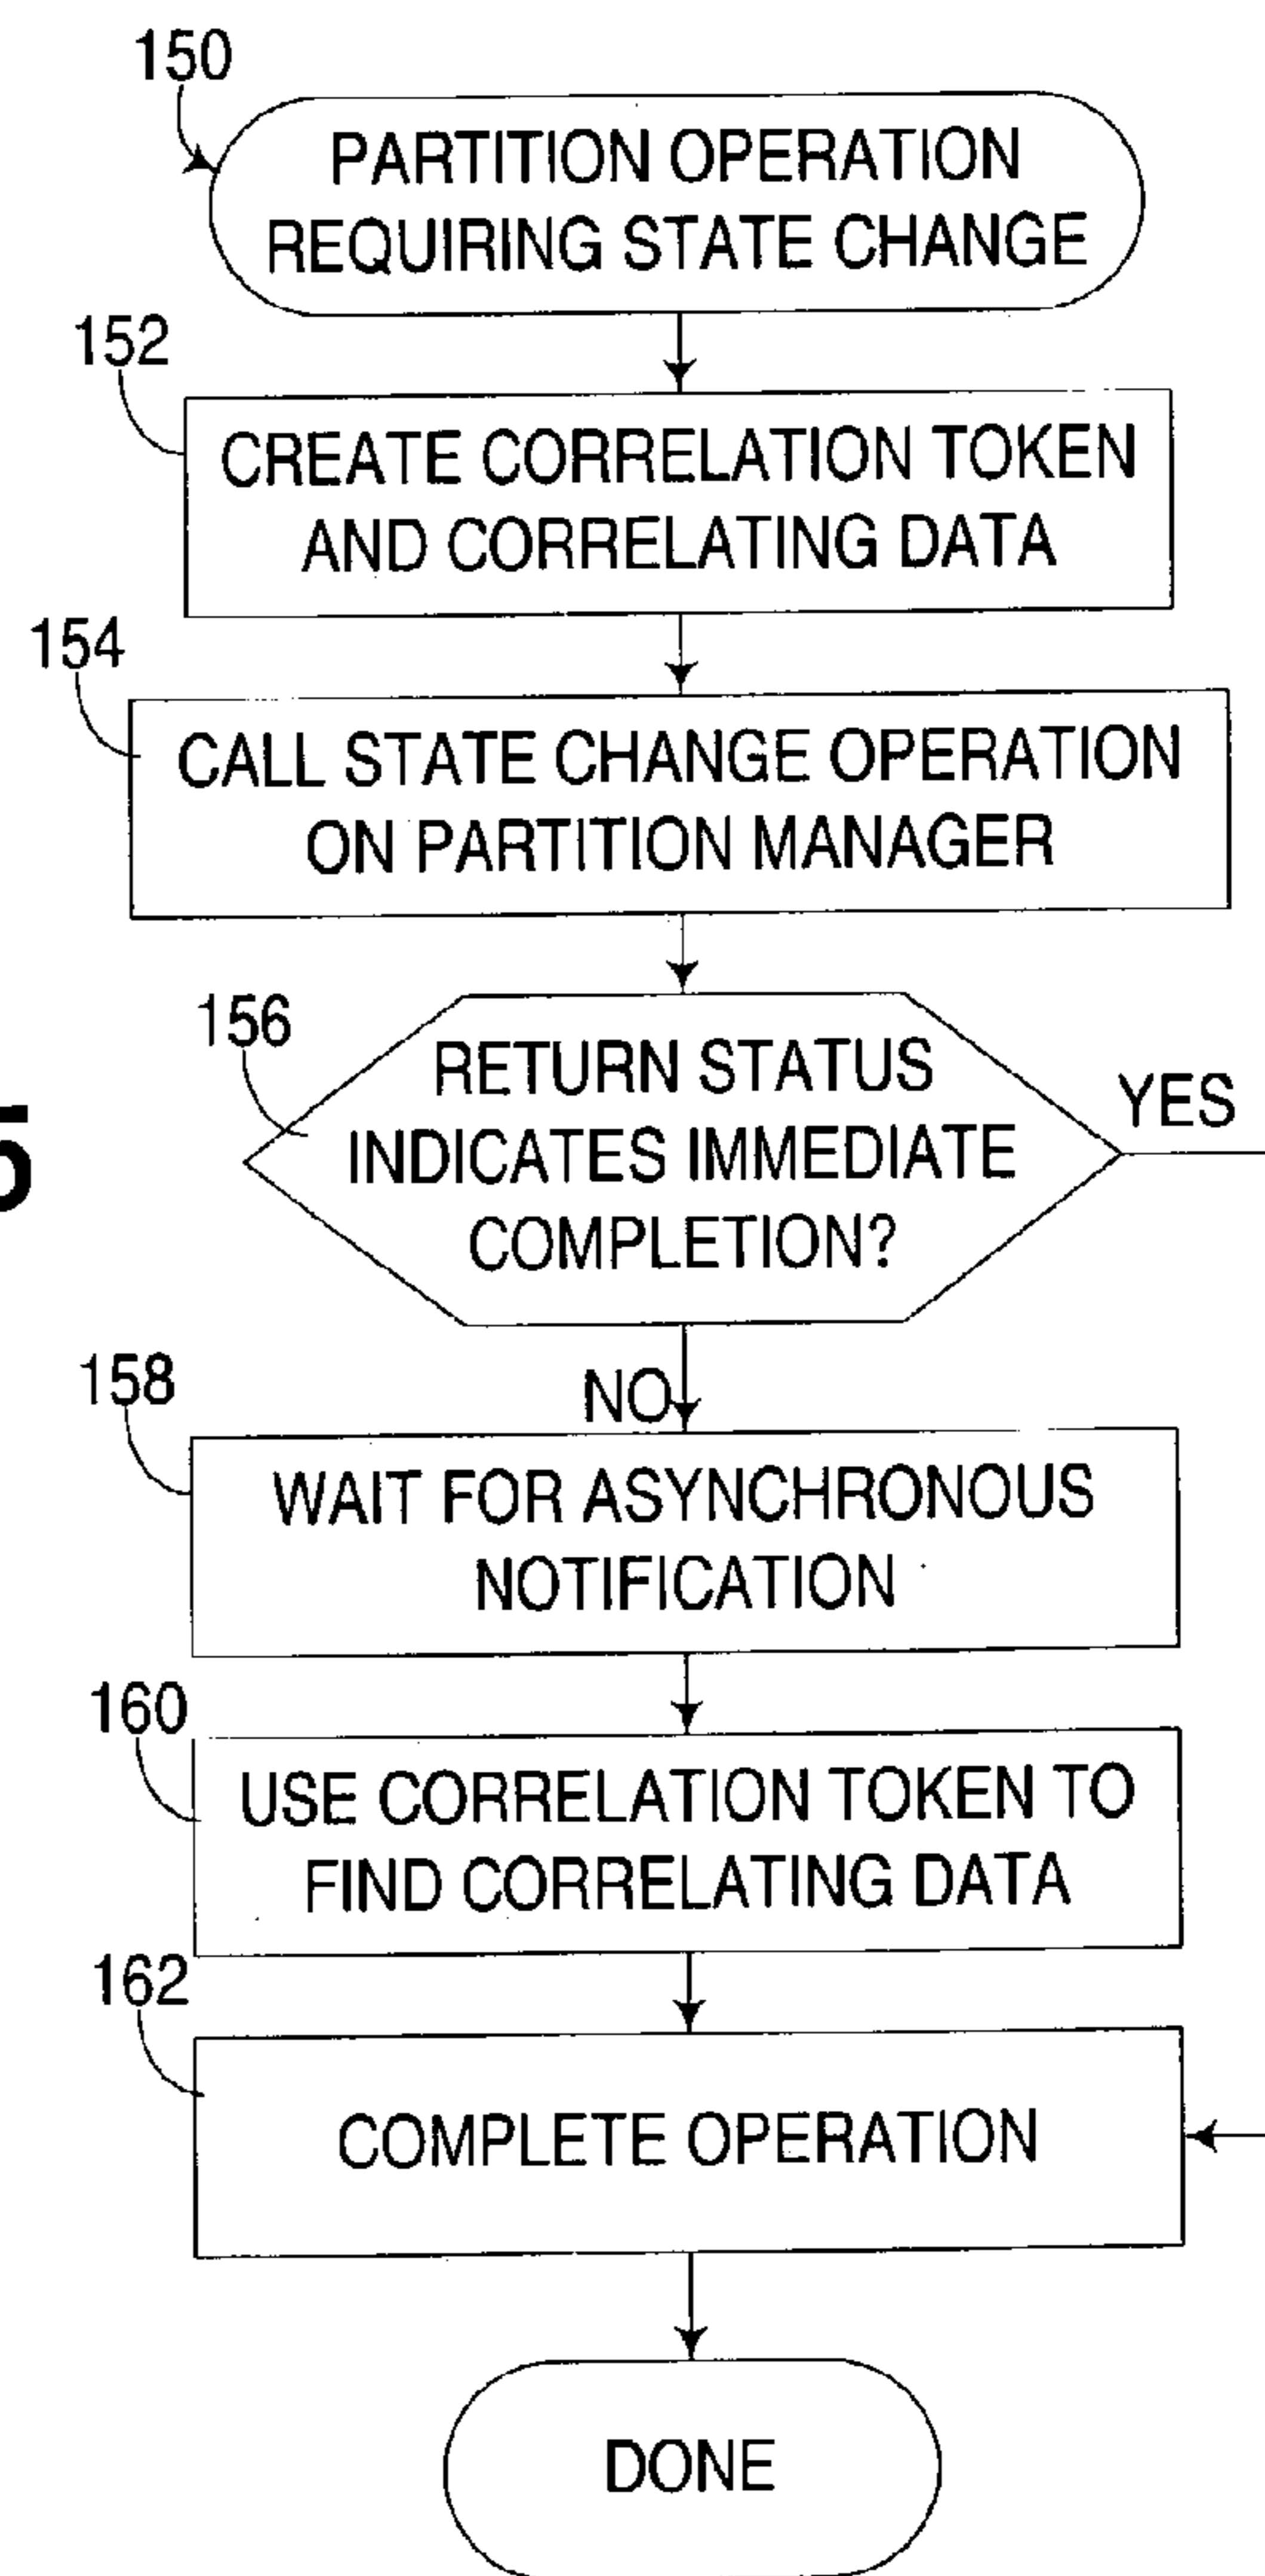 150
PARTITION OPERATION
REQUIRING STATE CHANGE
152
CREATE CORRELATION TOKEN
AND CORRELATING DATA
154
CALL STATE CHANGE OPERATION
ON PARTITION MANAGER
156
RETURN STATUS
INDICATES IMMEDIATE
COMPLETION?
YES
5
NO
158
WAIT FOR ASYNCHRONOUS
NOTIFICATION
160
USE CORRELATION TOKEN TO
FIND CORRELATING DATA
162
COMPLETE OPERATION
DONE